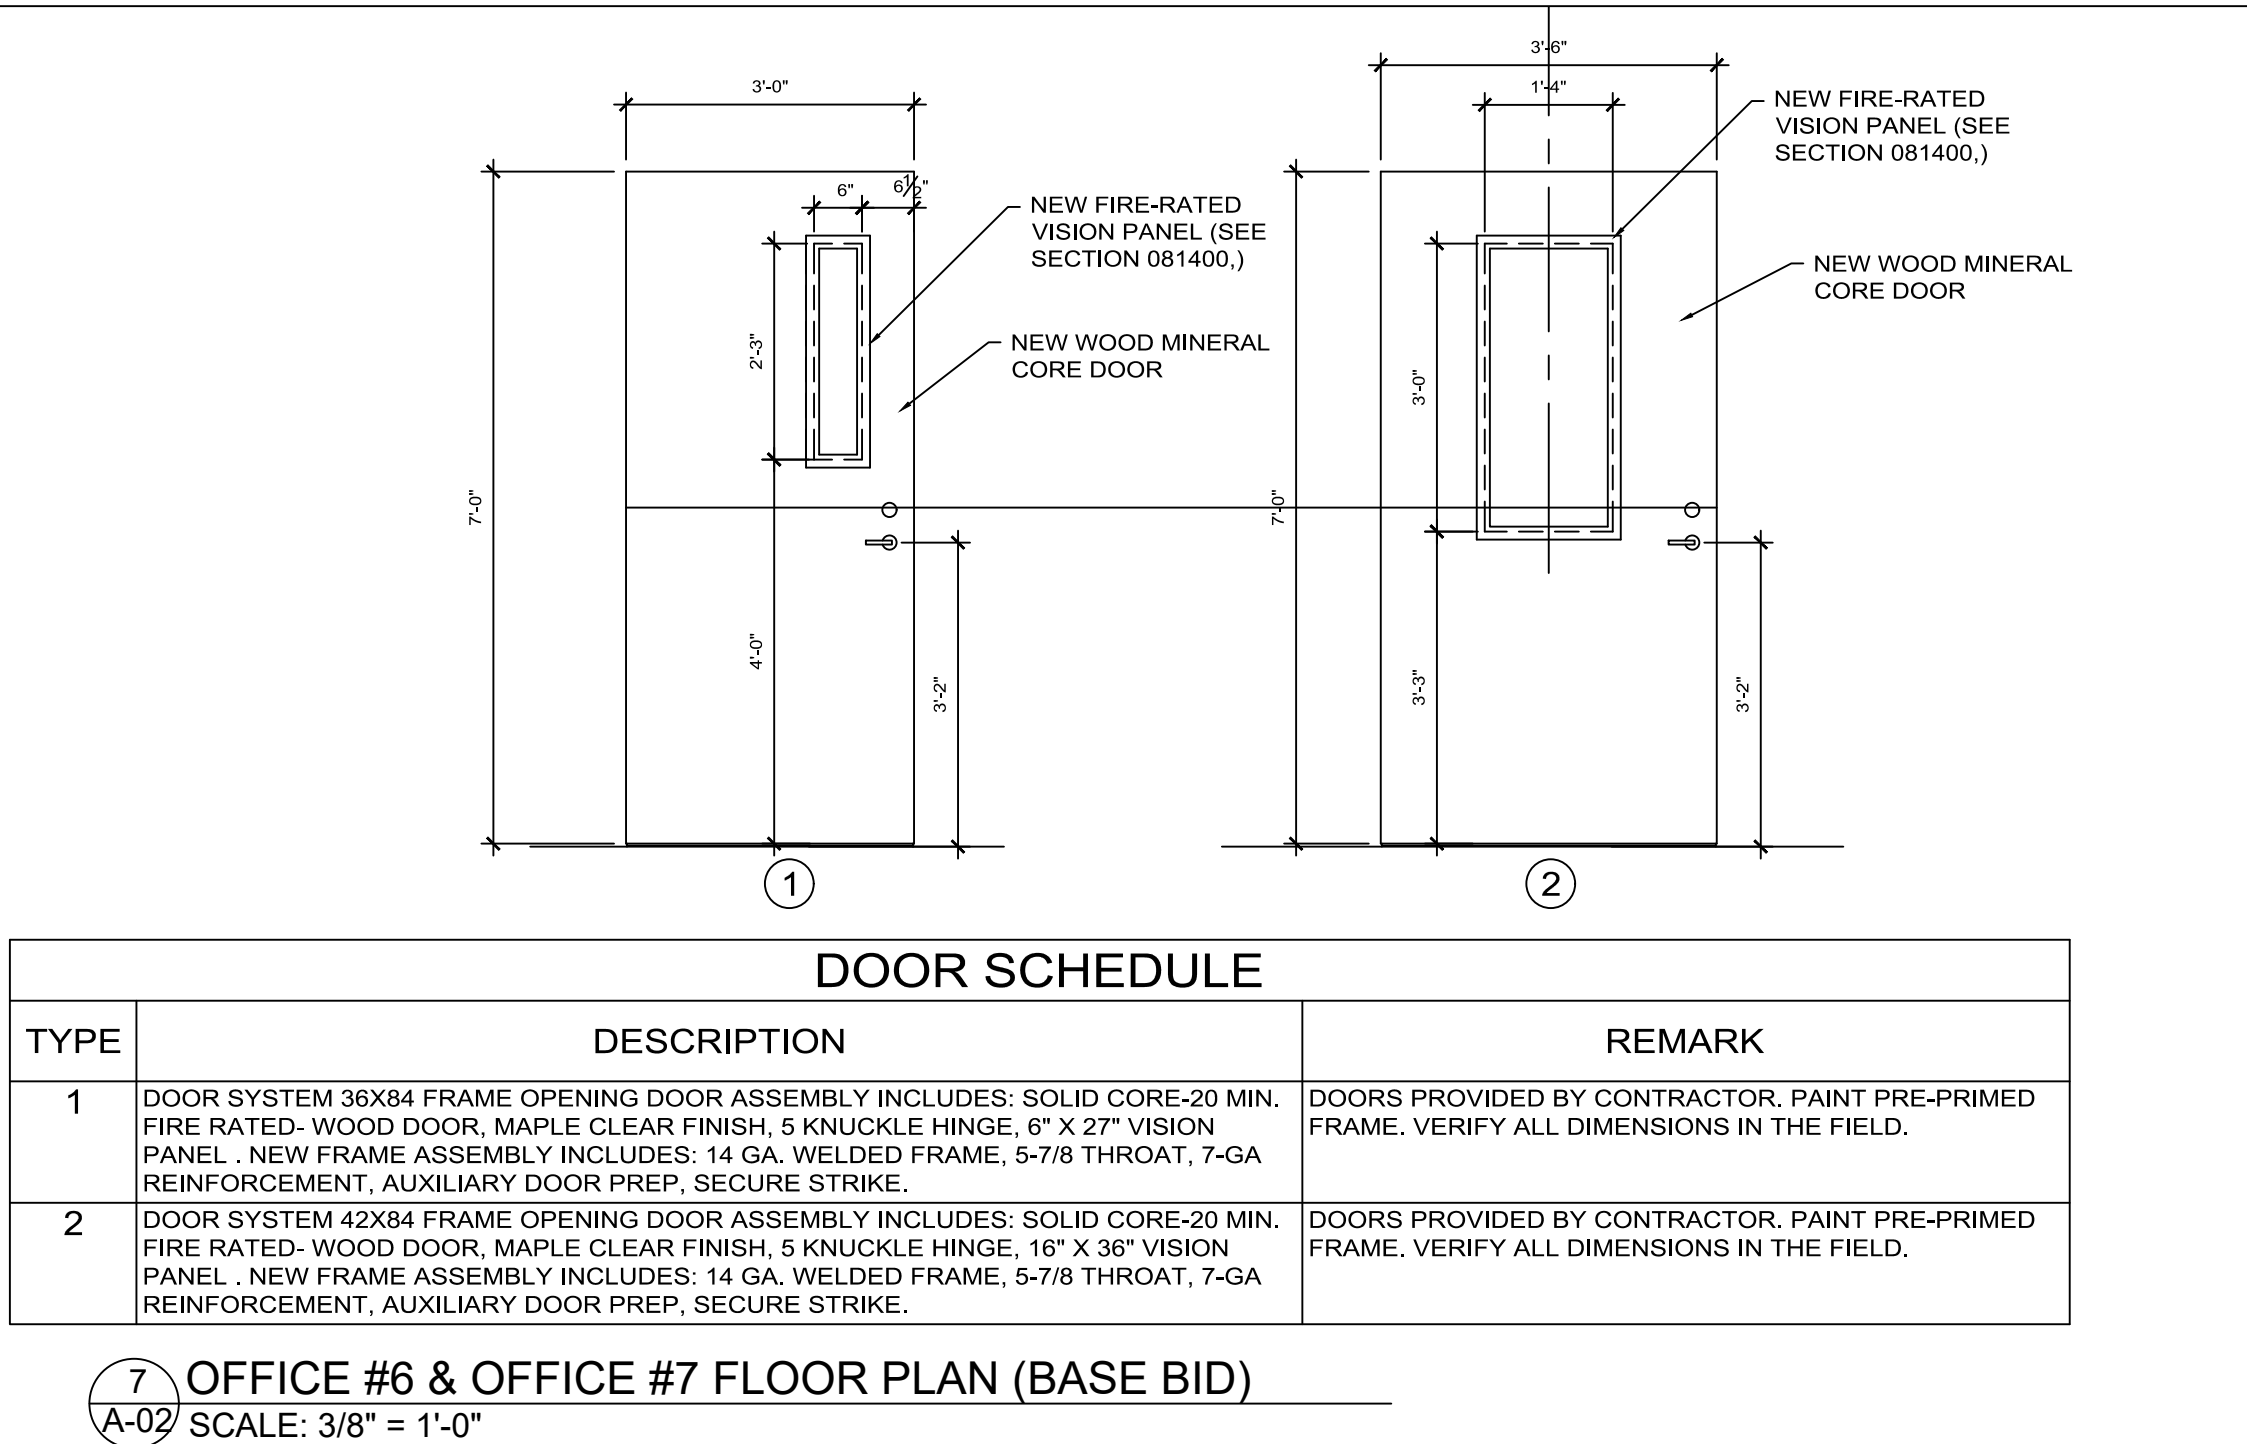 3'-0"
3'-6"
1'-4"
NEW FIRE-RATED
VISION PANEL (SEE
SECTION 081400,)
6"
6 1/2"
NEW FIRE-RATED
VISION PANEL (SEE
SECTION 081400,)
NEW WOOD MINERAL
CORE DOOR
2'-3"
NEW WOOD MINERAL
CORE DOOR
3'-0"
7'-0"
7'-0"
4'-0"
3'-2"
3'-3"
3'-2"
1
2
DOOR SCHEDULE
TYPE
DESCRIPTION
REMARK
1
DOOR SYSTEM 36X84 FRAME OPENING DOOR ASSEMBLY INCLUDES: SOLID CORE-20 MIN.
FIRE RATED- WOOD DOOR, MAPLE CLEAR FINISH, 5 KNUCKLE HINGE, 6" X 27" VISION
PANEL . NEW FRAME ASSEMBLY INCLUDES: 14 GA. WELDED FRAME, 5-7/8 THROAT, 7-GA
REINFORCEMENT, AUXILIARY DOOR PREP, SECURE STRIKE.
DOORS PROVIDED BY CONTRACTOR. PAINT PRE-PRIMED
FRAME. VERIFY ALL DIMENSIONS IN THE FIELD.
2
DOOR SYSTEM 42X84 FRAME OPENING DOOR ASSEMBLY INCLUDES: SOLID CORE-20 MIN.
FIRE RATED- WOOD DOOR, MAPLE CLEAR FINISH, 5 KNUCKLE HINGE, 16" X 36" VISION
PANEL . NEW FRAME ASSEMBLY INCLUDES: 14 GA. WELDED FRAME, 5-7/8 THROAT, 7-GA
REINFORCEMENT, AUXILIARY DOOR PREP, SECURE STRIKE.
DOORS PROVIDED BY CONTRACTOR. PAINT PRE-PRIMED
FRAME. VERIFY ALL DIMENSIONS IN THE FIELD.
7
A-02
OFFICE #6 & OFFICE #7 FLOOR PLAN (BASE BID)
SCALE: 3/8" = 1'-0"